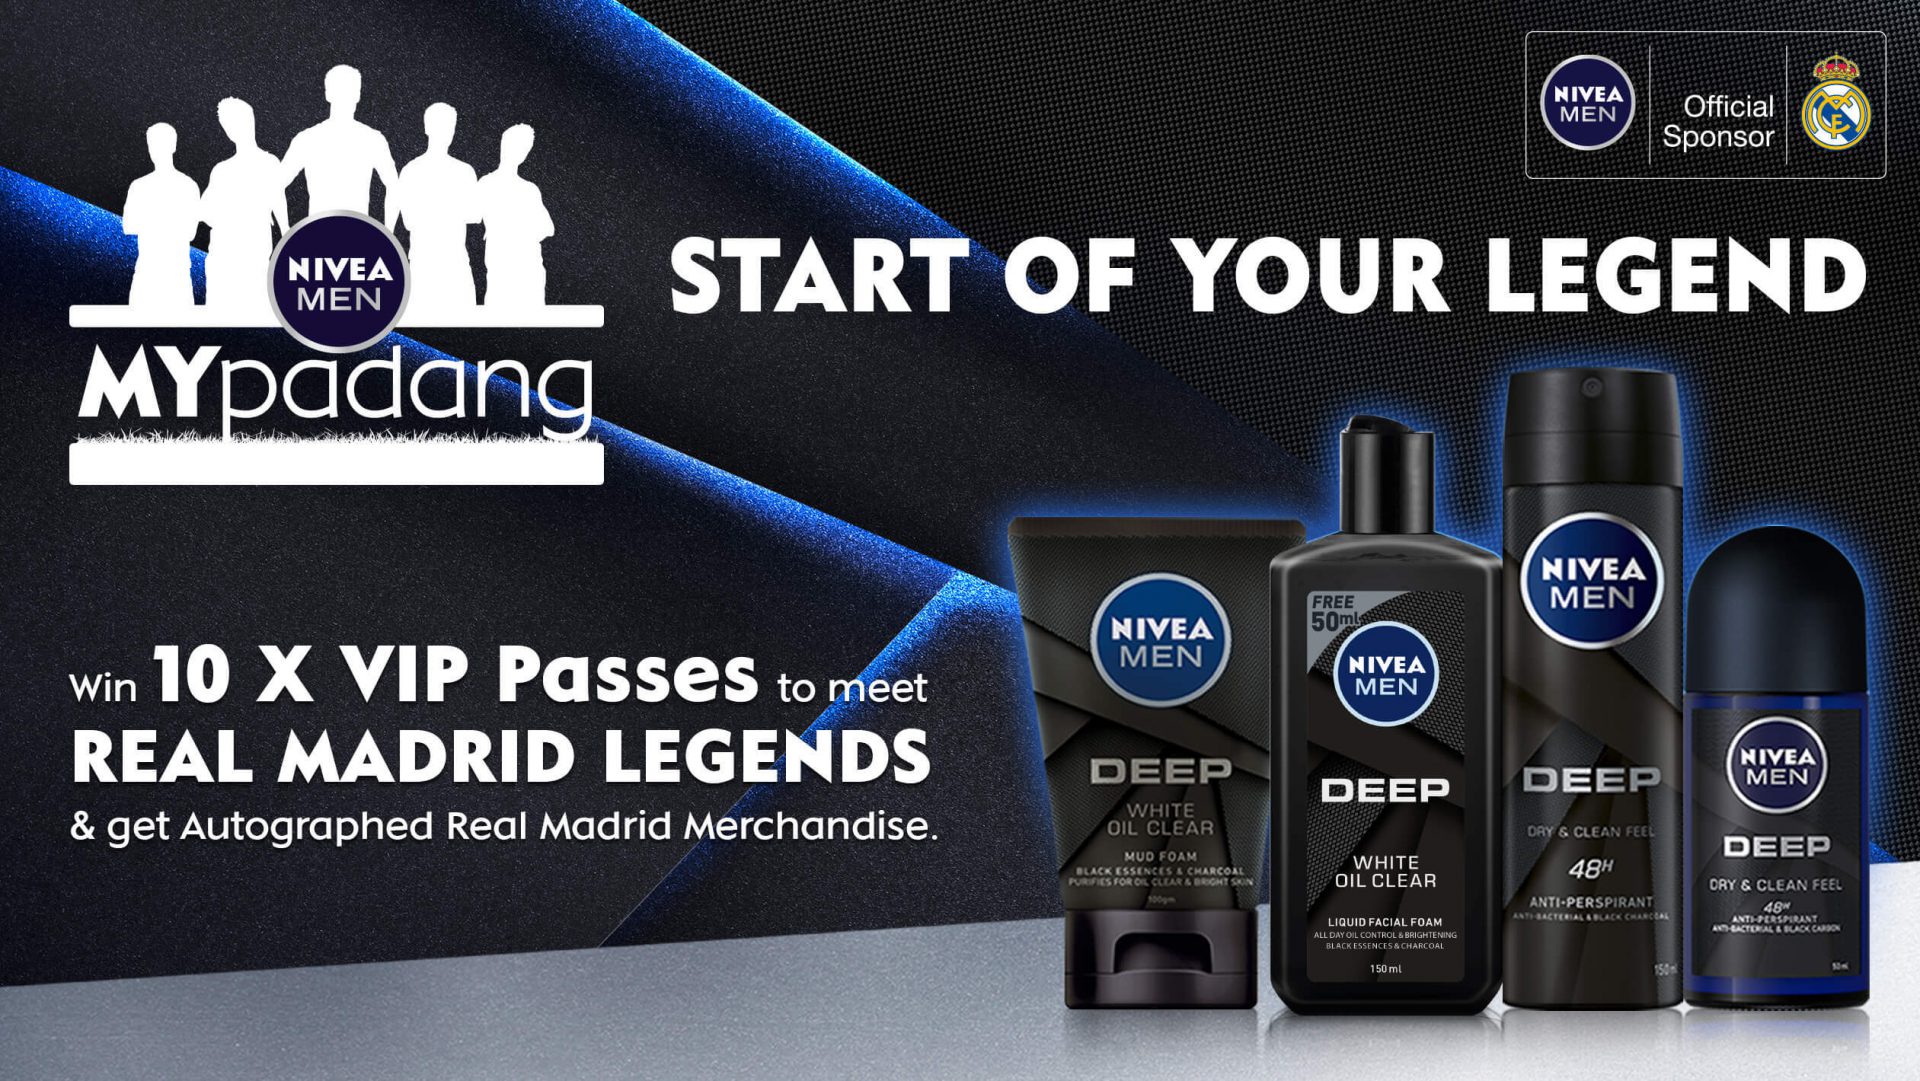 NIVEA
MEN
Official
Sponsor
NIVEA
MEN
MYpadang
START OF YOUR LEGEND
Win 10 X VIP Passes to meet
REAL MADRID LEGENDS
& get Autographed Real Madrid Merchandise.
NIVEA
MEN
DEEP
WHITE
OIL CLEAR
MUD FOAM
BLACK ESSENCES & CHARCOAL
PURIFIES FOR OIL CLEAR & BRIGHT SKIN
100gm
FREE
50ml
NIVEA
MEN
DEEP
WHITE
OIL CLEAR
LIQUID FACIAL FOAM
ALL DAY OIL CONTROL & BRIGHTENING
BLACK ESSENCES & CHARCOAL
150 ml
NIVEA
MEN
DEEP
DRY & CLEAN FEEL
48H
ANTI-PERSPIRANT
ANTI-BACTERIAL & BLACK CHARCOAL
150ml
NIVEA
MEN
DEEP
DRY & CLEAN FEEL
48H
ANTI-PERSPIRANT
ANTI-BACTERIAL & BLACK CARBON
50ml